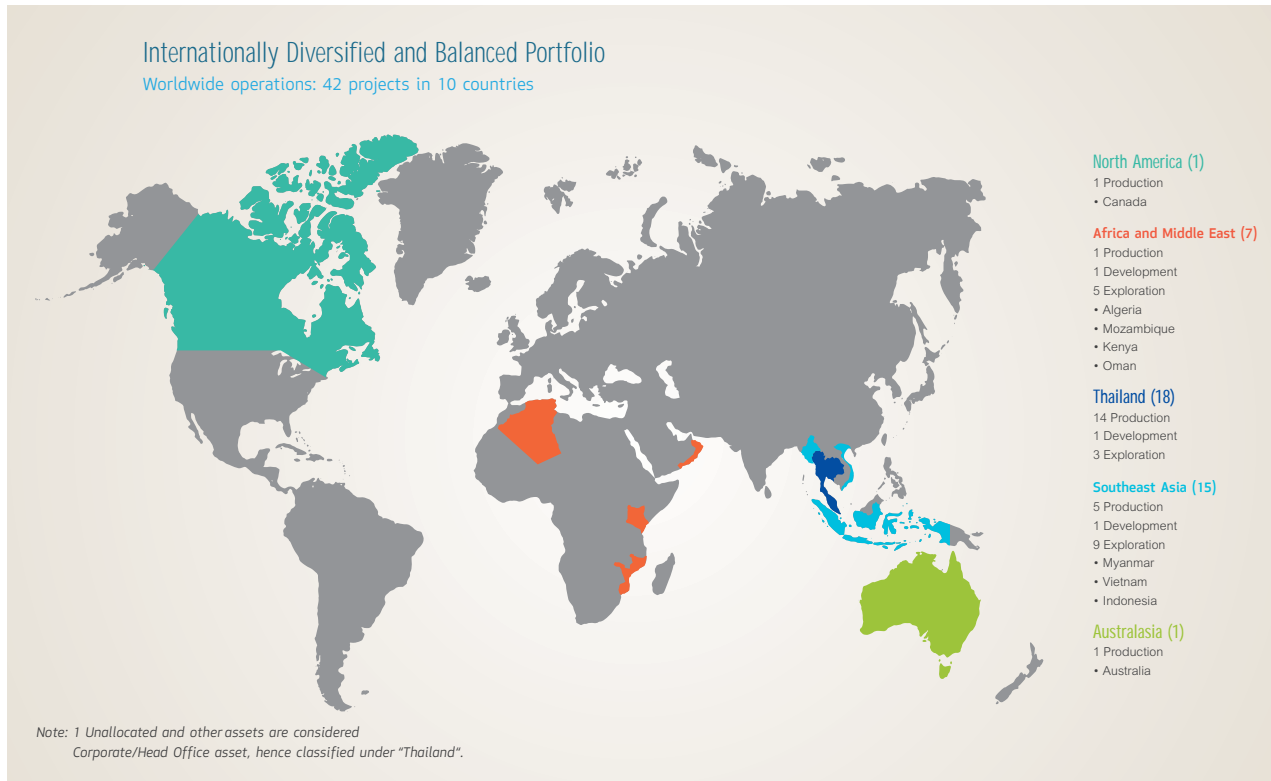 Internationally Diversified and Balanced Portfolio
Worldwide operations: 42 projects in 10 countries
North America (1)
1 Production
• Canada
Africa and Middle East (7)
1 Production
1 Development
5 Exploration
• Algeria
• Mozambique
• Kenya
• Oman
Thailand (18)
14 Production
1 Development
3 Exploration
Southeast Asia (15)
5 Production
1 Development
9 Exploration
• Myanmar
• Vietnam
• Indonesia
Australasia (1)
1 Production
• Australia
Note: 1 Unallocated and other assets are considered
Corporate/Head Office asset, hence classified under "Thailand".